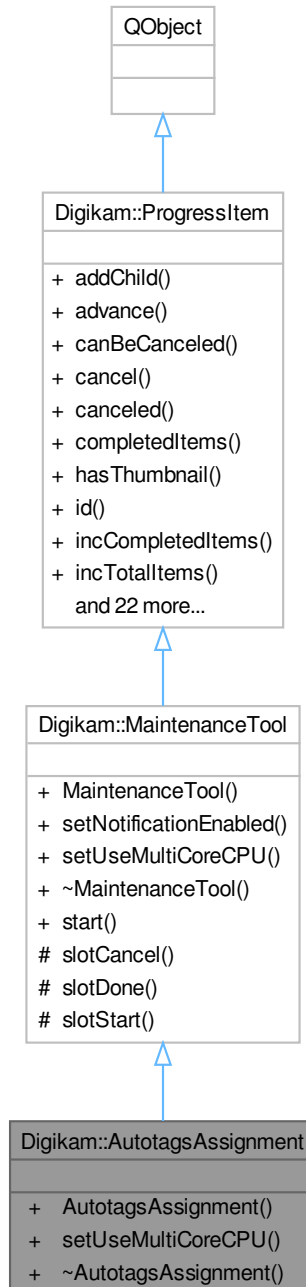 QObject
Digikam::ProgressItem
+ addChild()
+ advance()
+ canBeCanceled()
+ cancel()
+ canceled()
+ completedItems()
+ hasThumbnail()
+ id()
+ incCompletedItems()
+ incTotalItems()
and 22 more...
Digikam::MaintenanceTool
+ MaintenanceTool()
+ setNotificationEnabled()
+ setUseMultiCoreCPU()
+ ~MaintenanceTool()
+ start()
# slotCancel()
# slotDone()
# slotStart()
Digikam::AutotagsAssignment
+ AutotagsAssignment()
+ setUseMultiCoreCPU()
+ ~AutotagsAssignment()